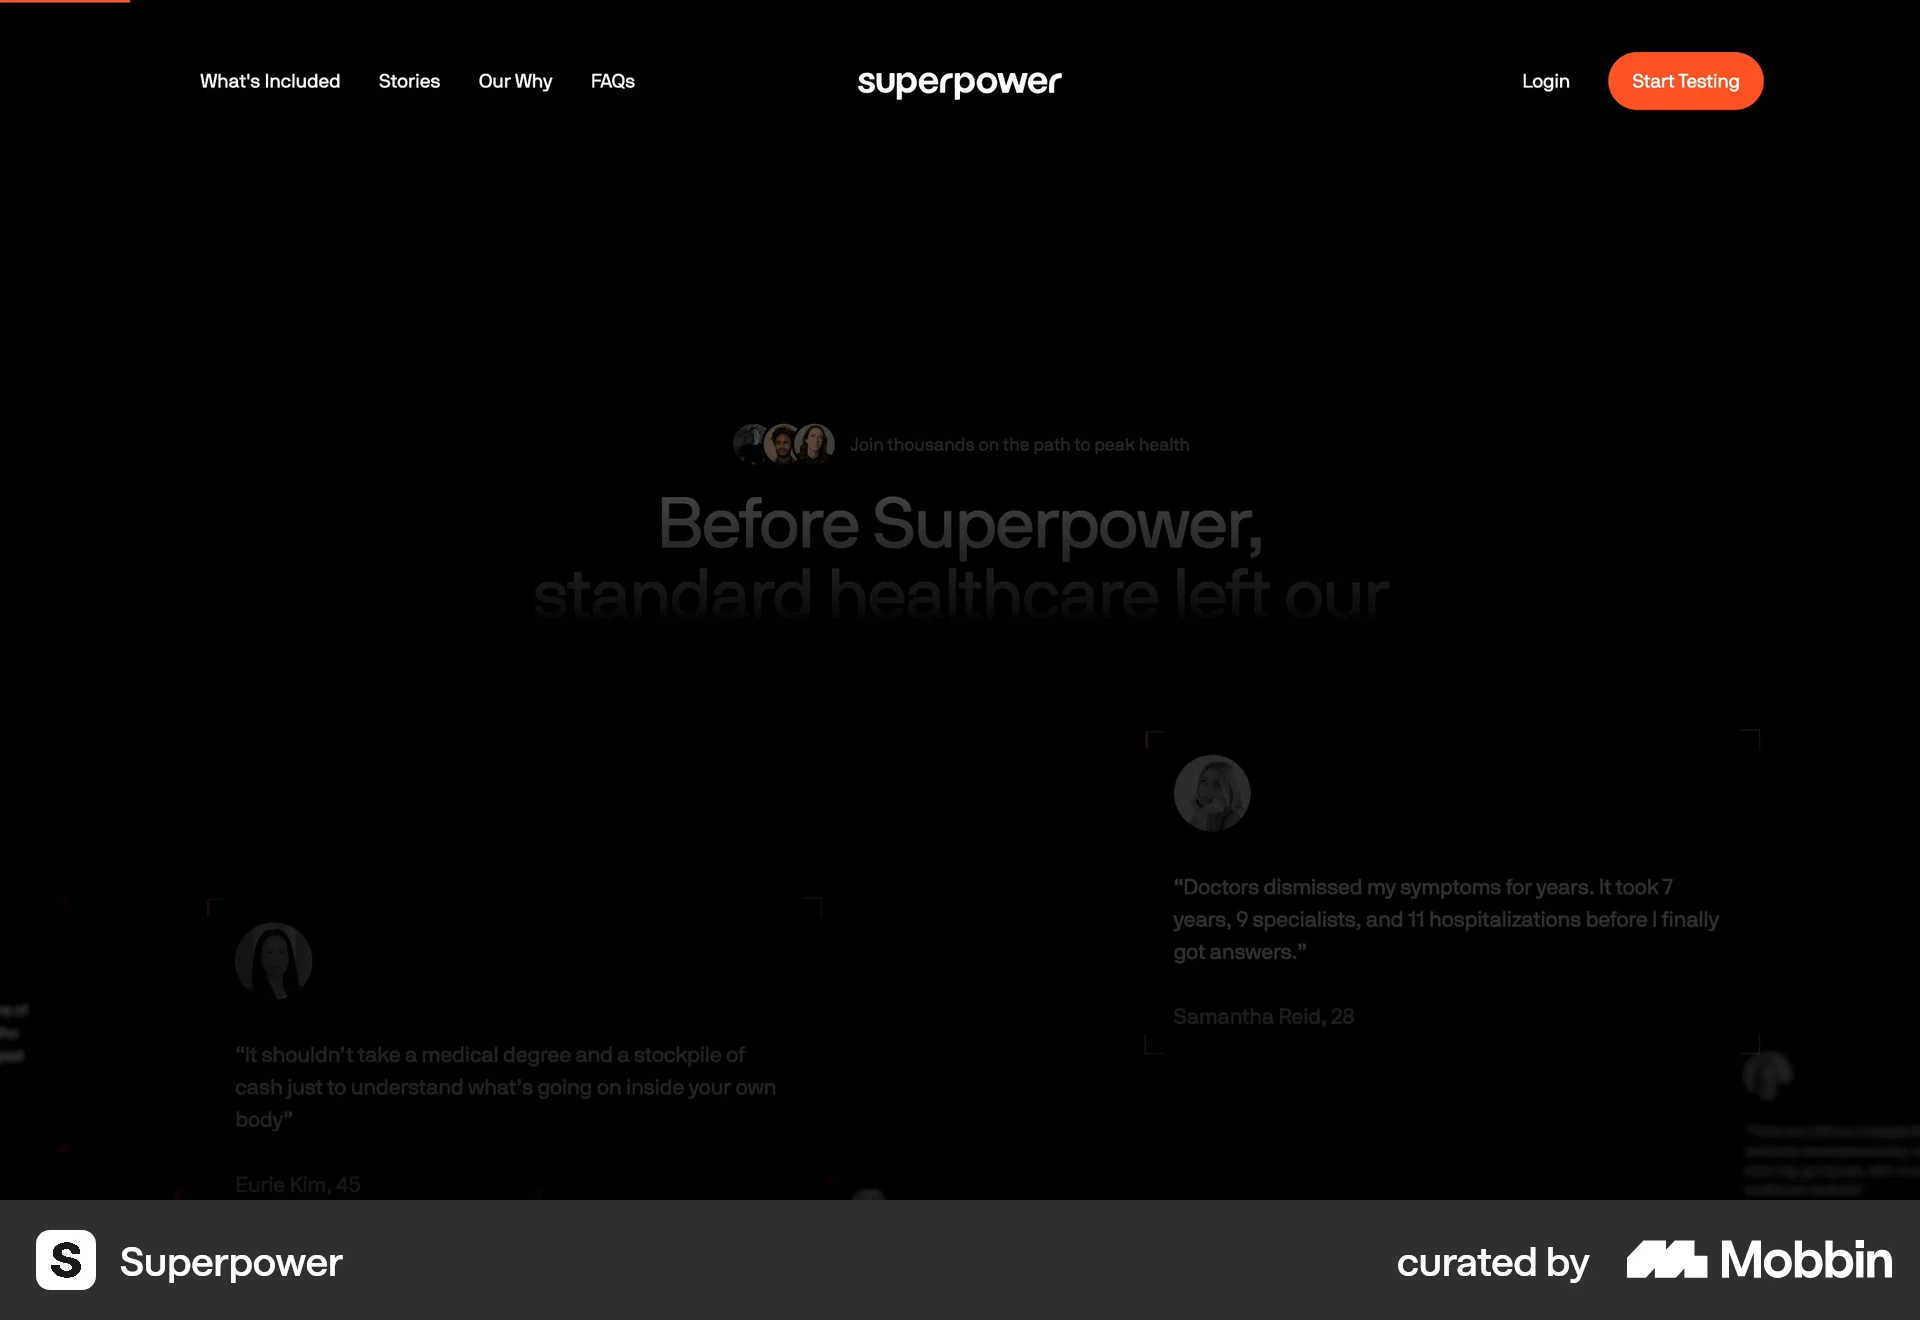 What's Included
Stories
Our Why
FAQs
superpower
Login
Start Testing
Join thousands on the path to peak health
Before Superpower,
standard healthcare left our
“Doctors dismissed my symptoms for years. It took 7
years, 9 specialists, and 11 hospitalizations before I finally
got answers.”
Samantha Reid, 28
“It shouldn’t take a medical degree and a stockpile of
cash just to understand what’s going on inside your own
body”
Eurie Kim, 45
S
Superpower
curated by
Mobbin